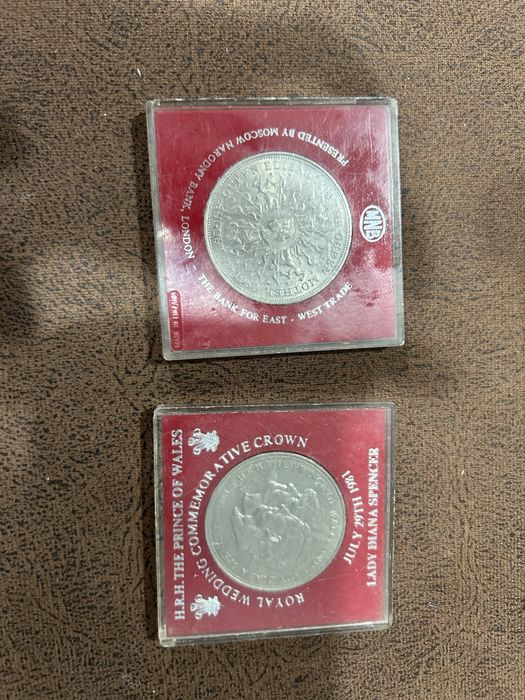 PRESENTED BY MOSCOW NARODNY BANK, LONDON –
THE BANK FOR EAST - WEST TRADE
MNB
MADE IN ENGLAND
H.R.H. THE PRINCE OF WALES
ROYAL WEDDING COMMEMORATIVE CROWN
JULY 29TH 1981
LADY DIANA SPENCER